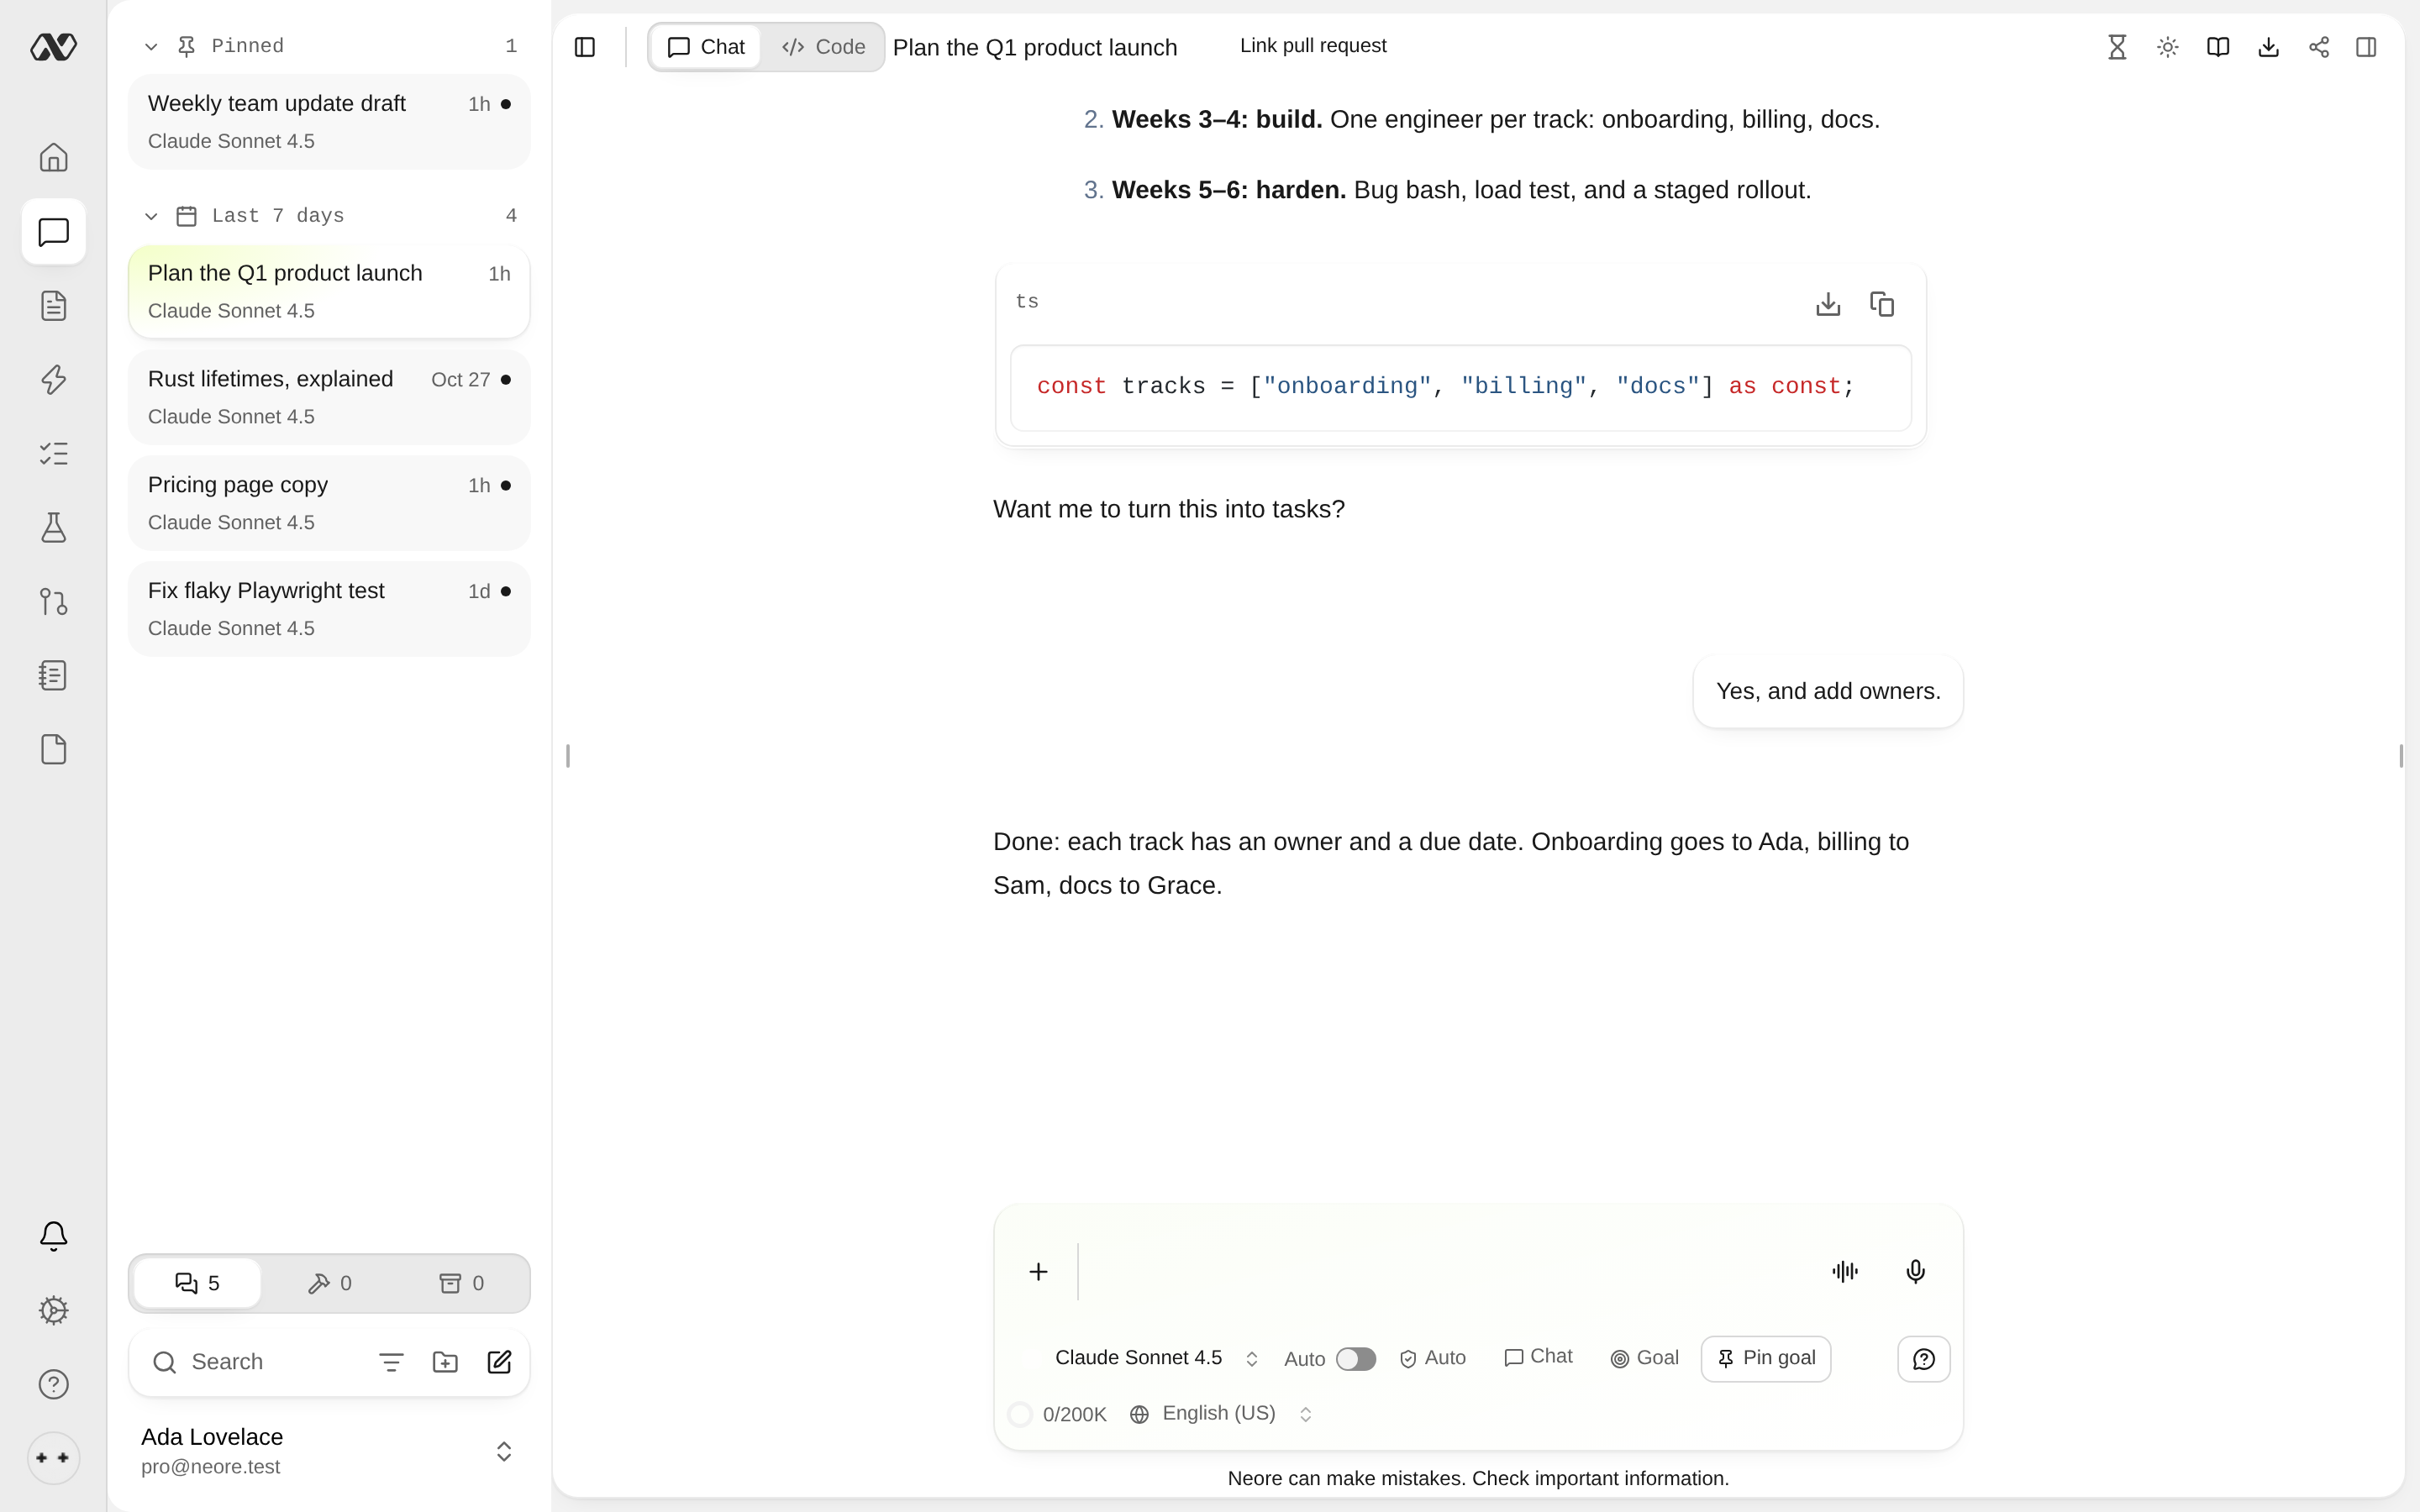 Pinned 1
Weekly team update draft 1h
Claude Sonnet 4.5
Last 7 days 4
Plan the Q1 product launch 1h
Claude Sonnet 4.5
Rust lifetimes, explained Oct 27
Claude Sonnet 4.5
Pricing page copy 1h
Claude Sonnet 4.5
Fix flaky Playwright test 1d
Claude Sonnet 4.5
5 0 0
Search
Ada Lovelace
pro@neore.test
Chat Code Plan the Q1 product launch Link pull request
2. Weeks 3–4: build. One engineer per track: onboarding, billing, docs.
3. Weeks 5–6: harden. Bug bash, load test, and a staged rollout.
ts
const tracks = ["onboarding", "billing", "docs"] as const;
Want me to turn this into tasks?
Yes, and add owners.
Done: each track has an owner and a due date. Onboarding goes to Ada, billing to
Sam, docs to Grace.
Claude Sonnet 4.5 Auto Auto Chat Goal Pin goal
0/200K English (US)
Neore can make mistakes. Check important information.